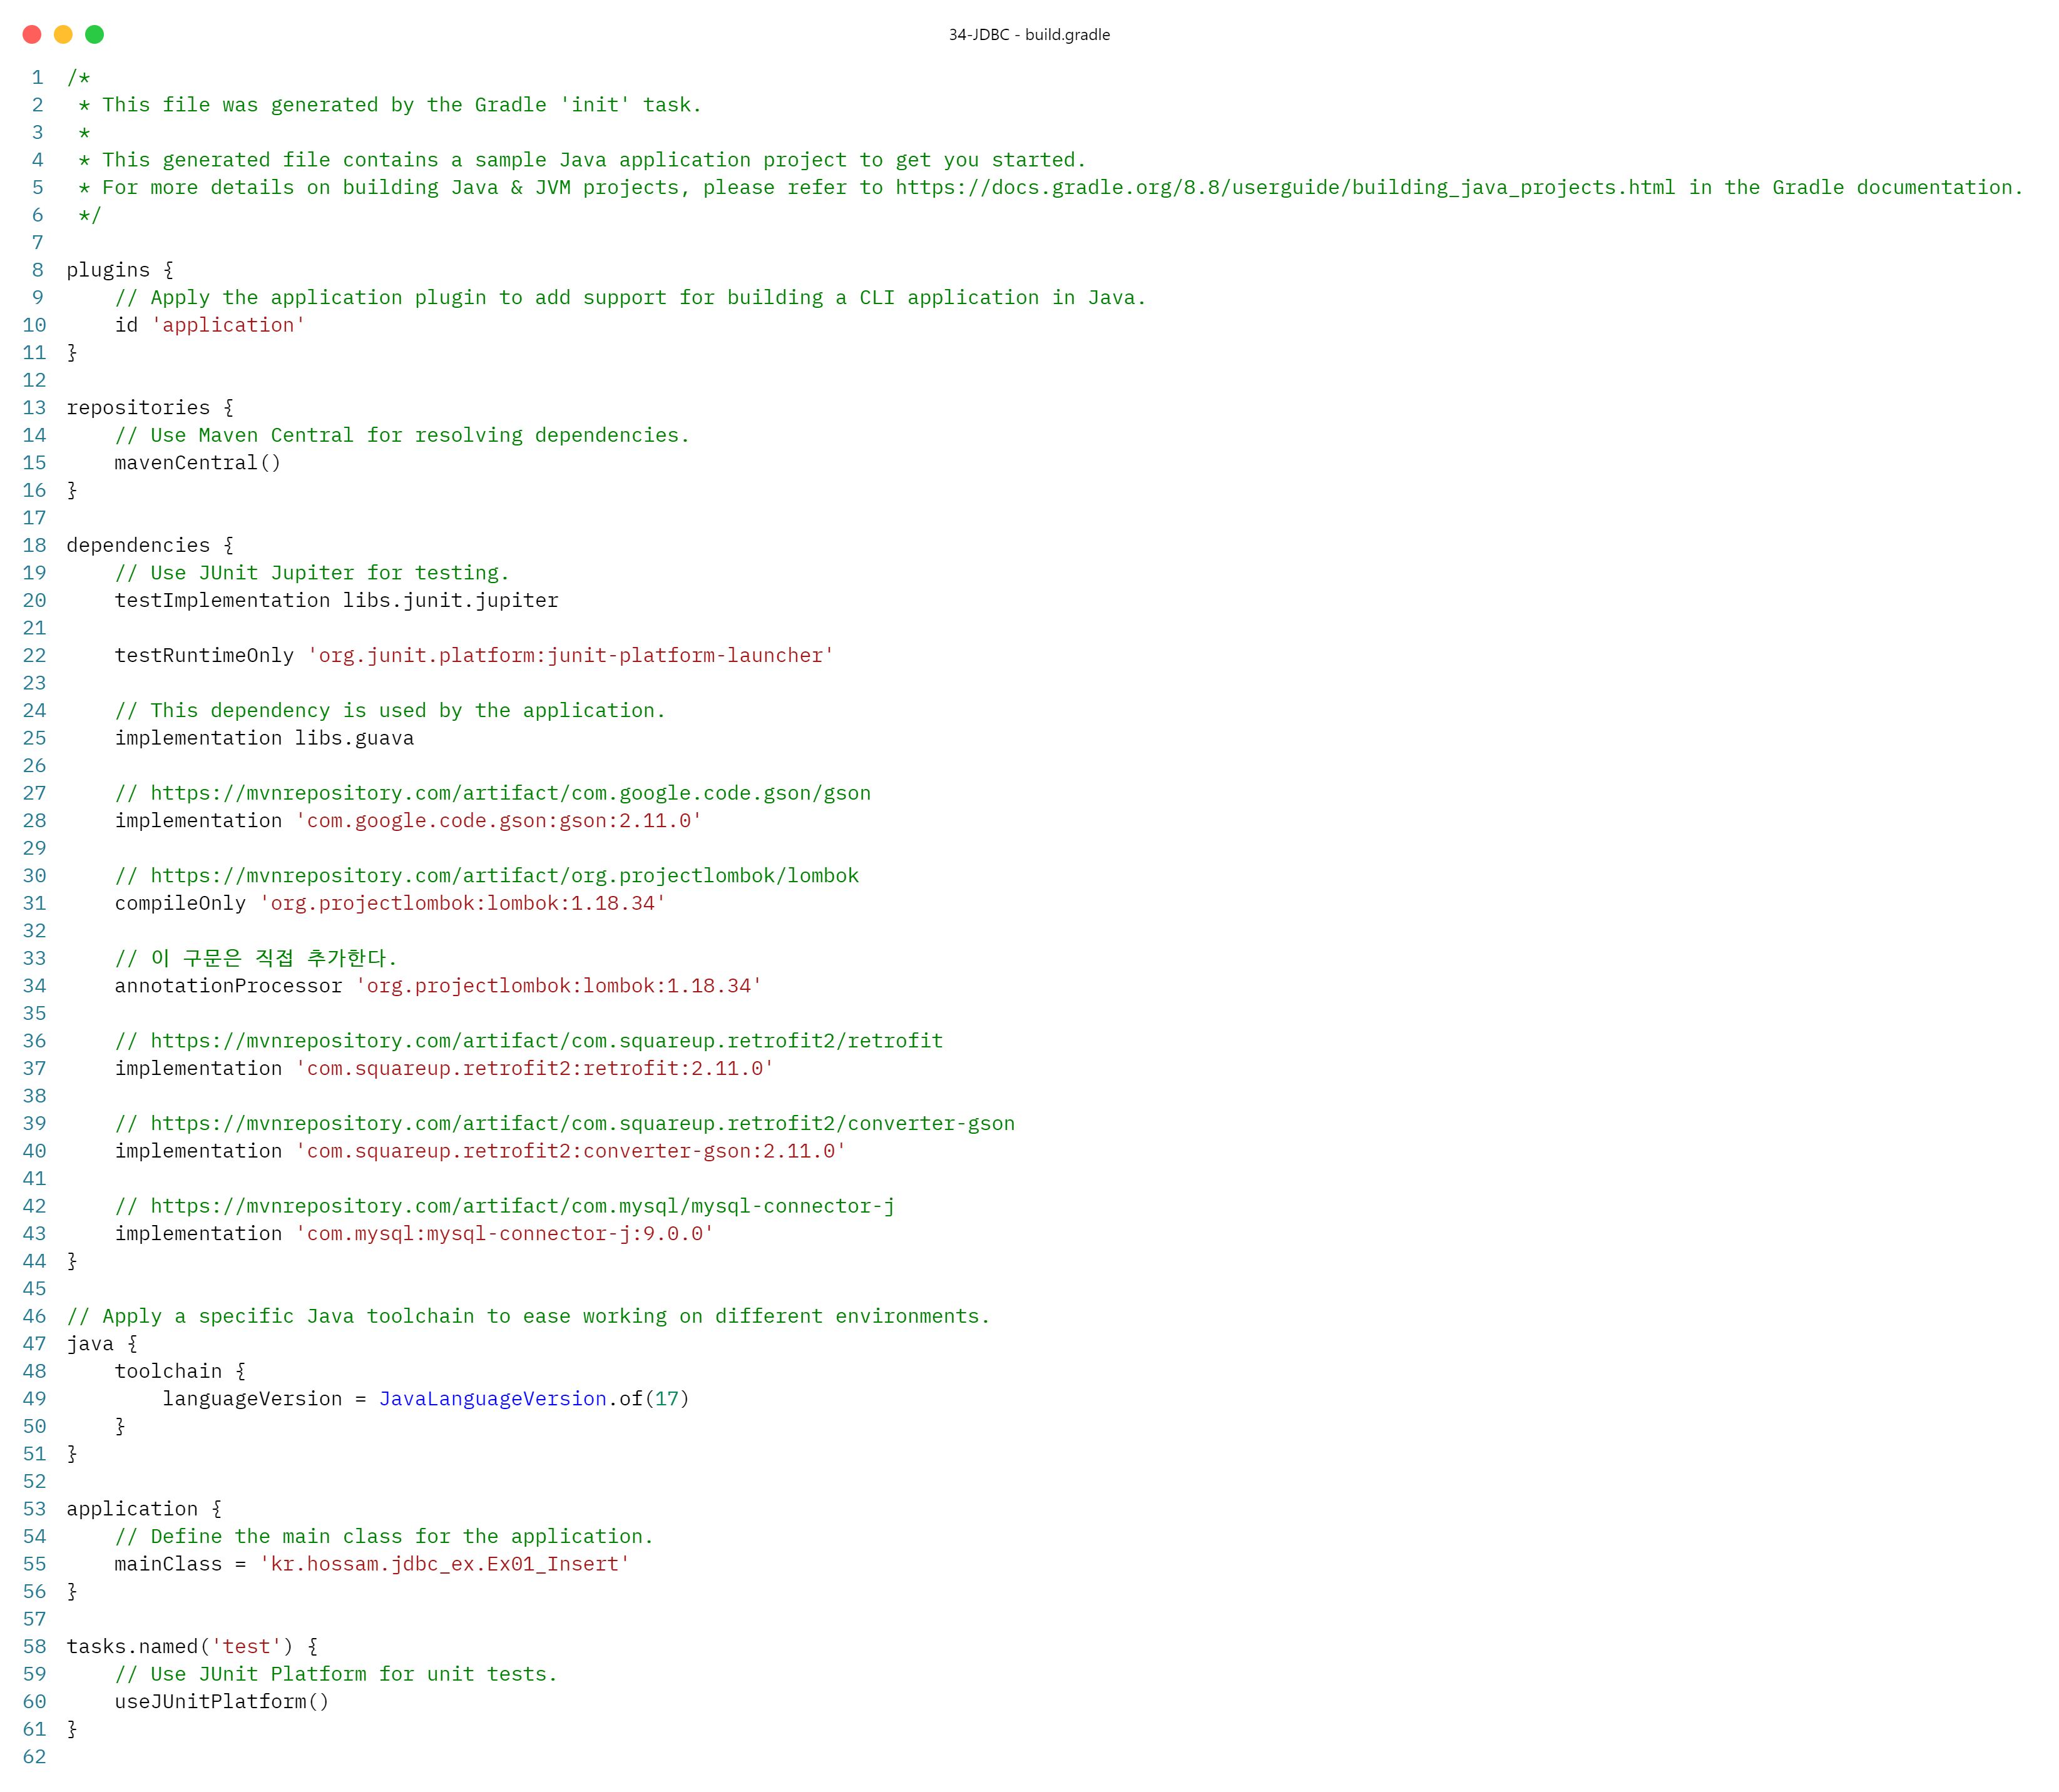 34-JDBC - build.gradle
1 /*
2  * This file was generated by the Gradle 'init' task.
3  *
4  * This generated file contains a sample Java application project to get you started.
5  * For more details on building Java & JVM projects, please refer to https://docs.gradle.org/8.8/userguide/building_java_projects.html in the Gradle documentation.
6  */
7
8 plugins {
9     // Apply the application plugin to add support for building a CLI application in Java.
10     id 'application'
11 }
12
13 repositories {
14     // Use Maven Central for resolving dependencies.
15     mavenCentral()
16 }
17
18 dependencies {
19     // Use JUnit Jupiter for testing.
20     testImplementation libs.junit.jupiter
21
22     testRuntimeOnly 'org.junit.platform:junit-platform-launcher'
23
24     // This dependency is used by the application.
25     implementation libs.guava
26
27     // https://mvnrepository.com/artifact/com.google.code.gson/gson
28     implementation 'com.google.code.gson:gson:2.11.0'
29
30     // https://mvnrepository.com/artifact/org.projectlombok/lombok
31     compileOnly 'org.projectlombok:lombok:1.18.34'
32
33     // 이 구문은 직접 추가한다.
34     annotationProcessor 'org.projectlombok:lombok:1.18.34'
35
36     // https://mvnrepository.com/artifact/com.squareup.retrofit2/retrofit
37     implementation 'com.squareup.retrofit2:retrofit:2.11.0'
38
39     // https://mvnrepository.com/artifact/com.squareup.retrofit2/converter-gson
40     implementation 'com.squareup.retrofit2:converter-gson:2.11.0'
41
42     // https://mvnrepository.com/artifact/com.mysql/mysql-connector-j
43     implementation 'com.mysql:mysql-connector-j:9.0.0'
44 }
45
46 // Apply a specific Java toolchain to ease working on different environments.
47 java {
48     toolchain {
49         languageVersion = JavaLanguageVersion.of(17)
50     }
51 }
52
53 application {
54     // Define the main class for the application.
55     mainClass = 'kr.hossam.jdbc_ex.Ex01_Insert'
56 }
57
58 tasks.named('test') {
59     // Use JUnit Platform for unit tests.
60     useJUnitPlatform()
61 }
62